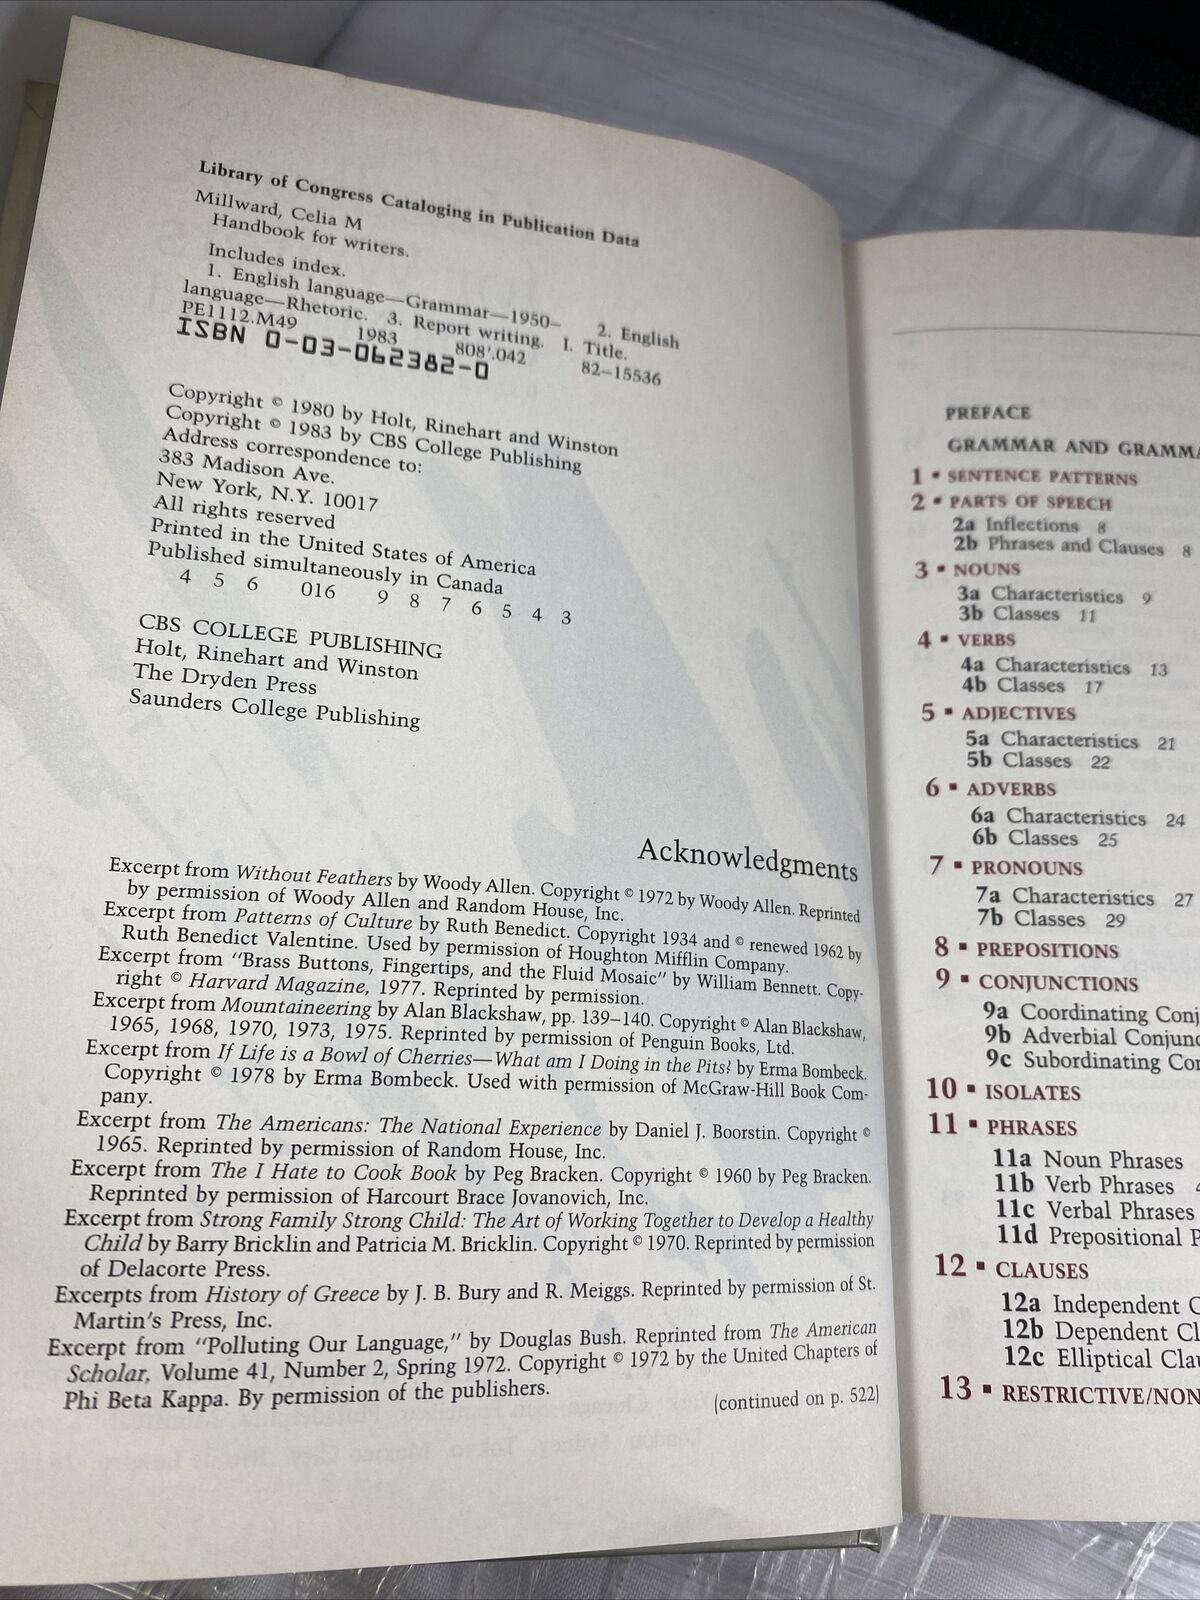 Library of Congress Cataloging in Publication Data
Millward, Celia M
Handbook for writers.
Includes index.
1. English language—Grammar—1950– 2. English
language—Rhetoric. 3. Report writing. I. Title.
PE1112.M49 1983 808'.042 82–15536
ISBN 0-03-062382-0
Copyright © 1980 by Holt, Rinehart and Winston
Copyright © 1983 by CBS College Publishing
Address correspondence to:
383 Madison Ave.
New York, N.Y. 10017
All rights reserved
Printed in the United States of America
Published simultaneously in Canada
4 5 6 016 9 8 7 6 5 4 3
CBS COLLEGE PUBLISHING
Holt, Rinehart and Winston
The Dryden Press
Saunders College Publishing
Acknowledgments
Excerpt from Without Feathers by Woody Allen. Copyright © 1972 by Woody Allen. Reprinted
by permission of Woody Allen and Random House, Inc.
Excerpt from Patterns of Culture by Ruth Benedict. Copyright 1934 and © renewed 1962 by
Ruth Benedict Valentine. Used by permission of Houghton Mifflin Company.
Excerpt from "Brass Buttons, Fingertips, and the Fluid Mosaic" by William Bennett. Copy-
right © Harvard Magazine, 1977. Reprinted by permission.
Excerpt from Mountaineering by Alan Blackshaw, pp. 139–140. Copyright © Alan Blackshaw,
1965, 1968, 1970, 1973, 1975. Reprinted by permission of Penguin Books, Ltd.
Excerpt from If Life is a Bowl of Cherries—What am I Doing in the Pits? by Erma Bombeck.
Copyright © 1978 by Erma Bombeck. Used with permission of McGraw-Hill Book Com-
pany.
Excerpt from The Americans: The National Experience by Daniel J. Boorstin. Copyright ©
1965. Reprinted by permission of Random House, Inc.
Excerpt from The I Hate to Cook Book by Peg Bracken. Copyright © 1960 by Peg Bracken.
Reprinted by permission of Harcourt Brace Jovanovich, Inc.
Excerpt from Strong Family Strong Child: The Art of Working Together to Develop a Healthy
Child by Barry Bricklin and Patricia M. Bricklin. Copyright © 1970. Reprinted by permission
of Delacorte Press.
Excerpts from History of Greece by J. B. Bury and R. Meiggs. Reprinted by permission of St.
Martin's Press, Inc.
Excerpt from "Polluting Our Language," by Douglas Bush. Reprinted from The American
Scholar, Volume 41, Number 2, Spring 1972. Copyright © 1972 by the United Chapters of
Phi Beta Kappa. By permission of the publishers.
(continued on p. 522)
PREFACE
GRAMMAR AND GRAMMA
1 ▪ SENTENCE PATTERNS
2 ▪ PARTS OF SPEECH
2a Inflections 8
2b Phrases and Clauses 8
3 ▪ NOUNS
3a Characteristics 9
3b Classes 11
4 ▪ VERBS
4a Characteristics 13
4b Classes 17
5 ▪ ADJECTIVES
5a Characteristics 21
5b Classes 22
6 ▪ ADVERBS
6a Characteristics 24
6b Classes 25
7 ▪ PRONOUNS
7a Characteristics 27
7b Classes 29
8 ▪ PREPOSITIONS
9 ▪ CONJUNCTIONS
9a Coordinating Conj
9b Adverbial Conjunc
9c Subordinating Con
10 ▪ ISOLATES
11 ▪ PHRASES
11a Noun Phrases
11b Verb Phrases 4
11c Verbal Phrases
11d Prepositional P
12 ▪ CLAUSES
12a Independent C
12b Dependent Cl
12c Elliptical Clau
13 ▪ RESTRICTIVE/NON